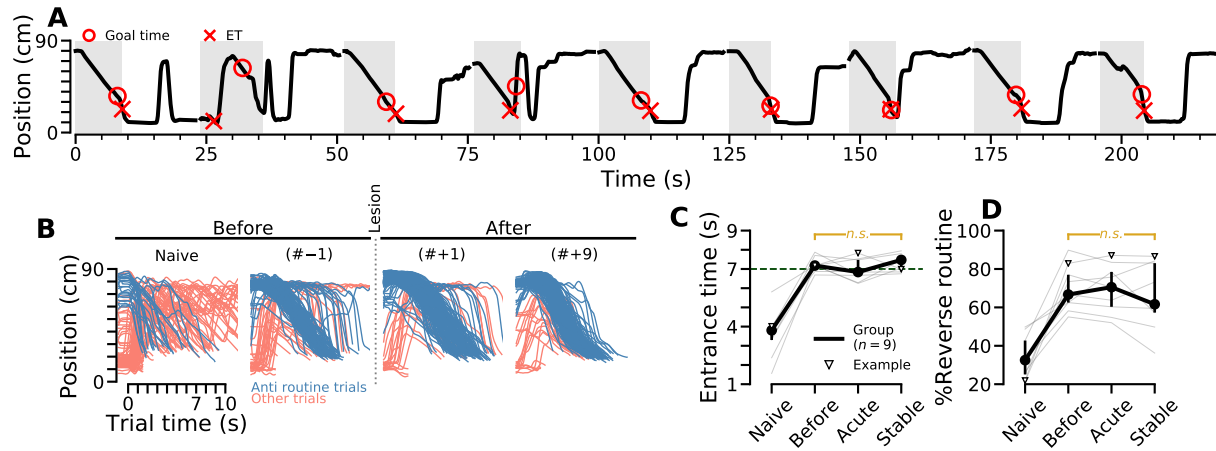 A
Goal time
ET
Position (cm)
90
0
0
25
50
75
100
125
150
175
200
Time (s)
B
Before
Lesion
After
Naive
(#−1)
(#+1)
(#+9)
Position (cm)
90
0
0
7
10
Trial time (s)
Anti routine trials
Other trials
C
Entrance time (s)
9
7
4
1
n.s.
Group
(n = 9)
Example
Naive
Before
Acute
Stable
D
%Reverse routine
100
80
60
40
20
n.s.
Naive
Before
Acute
Stable